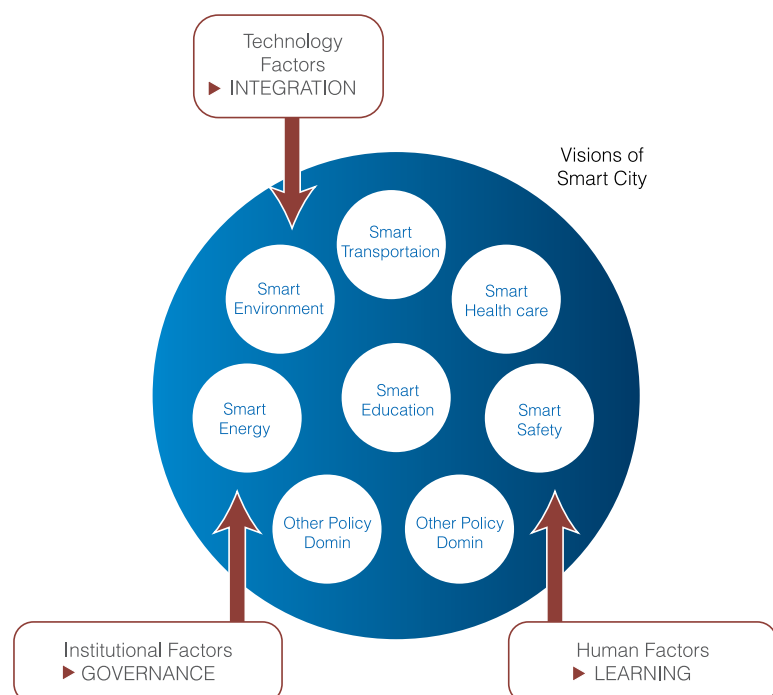 Technology
Factors
► INTEGRATION
Visions of
Smart City
Smart
Transportaion
Smart
Environment
Smart
Health care
Smart
Energy
Smart
Education
Smart
Safety
Other Policy
Domin
Other Policy
Domin
Institutional Factors
► GOVERNANCE
Human Factors
► LEARNING